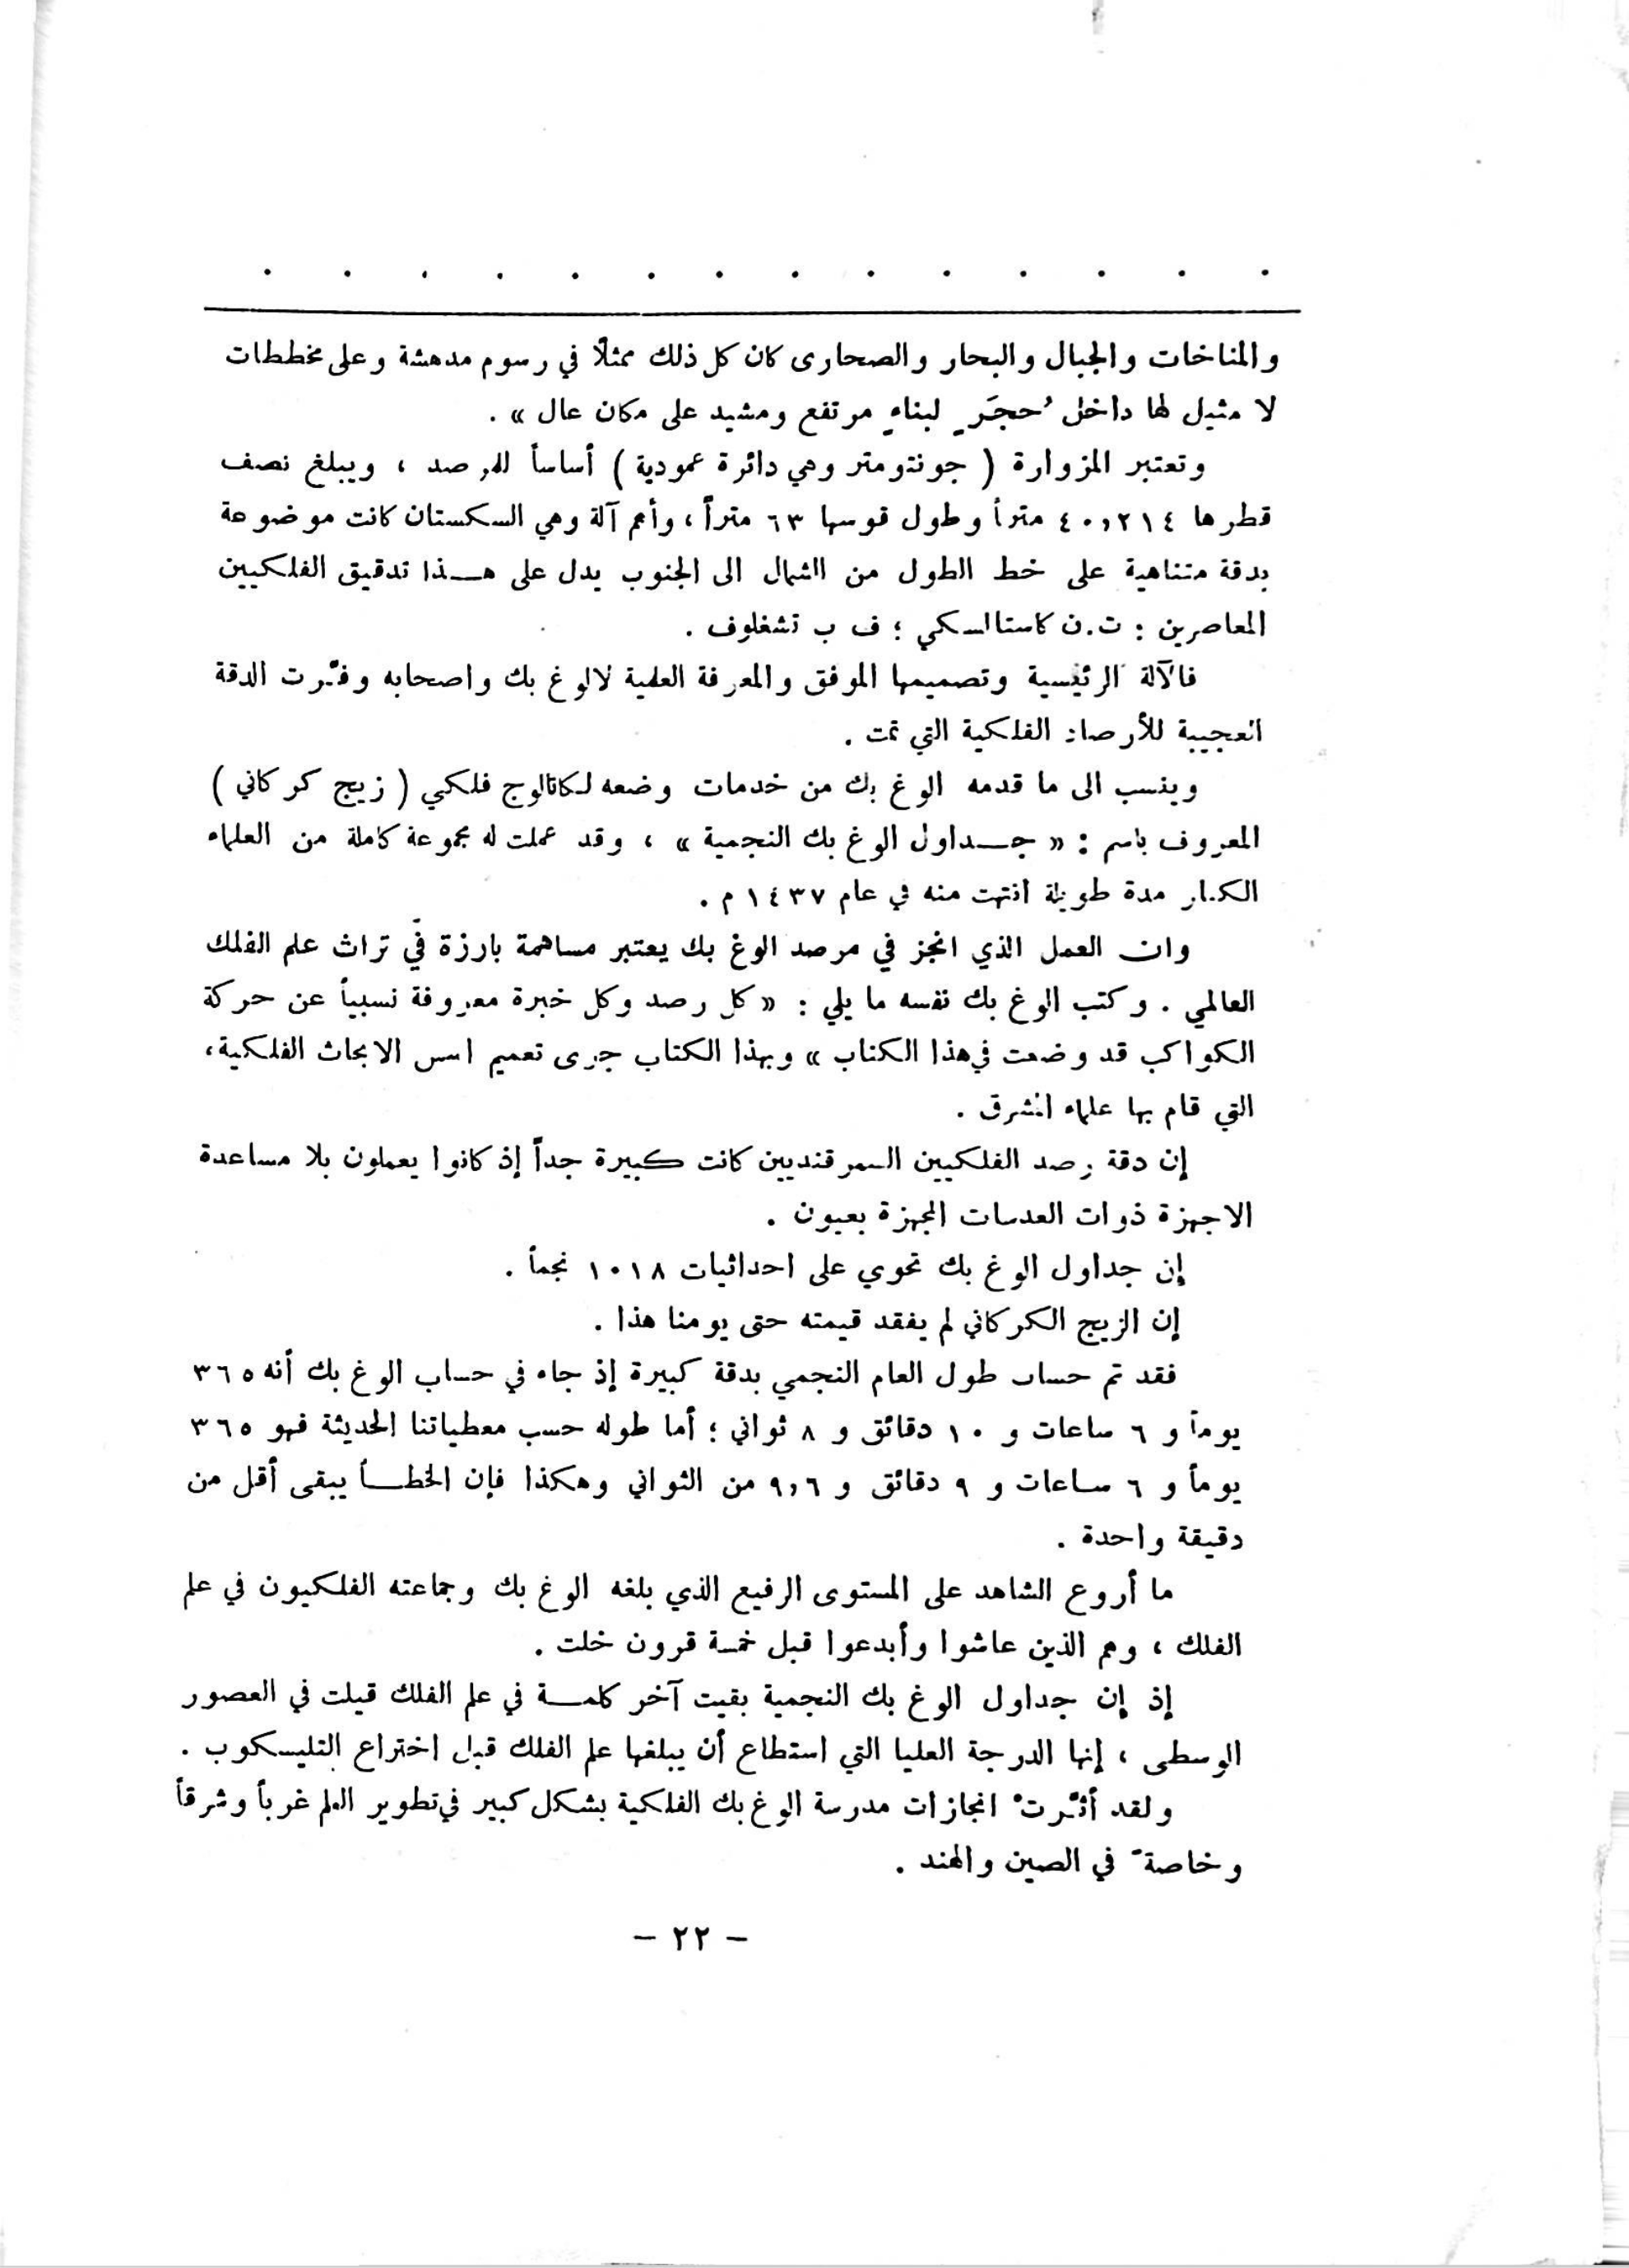 . . . . . . . . . . . . . .
والمناخات والجبال والبحار والصحارى كان كل ذلك ممثلًا في رسوم مدهشة وعلى مخططات
لا مثيل لها داخل حُجَرٍ لبناءٍ مرتفع ومشيد على مكان عال » .
وتعتبر المزوارة ( جونتومتر وهي دائرة عمودية ) أساساً للمرصد ، ويبلغ نصف
قطرها ٤٠,٢١٤ متراً وطول قوسها ٦٣ متراً ، وأهم آلة وهي السكستان كانت موضوعة
بدقة متناهية على خط الطول من الشمال الى الجنوب يدل على هـــذا تدقيق الفلكيين
المعاصرين : ت.ن كاستالسكي ؛ ف ب تشغلوف .
فالآلة الرئيسية وتصميمها الموفق والمعرفة العلمية لالوغ بك واصحابه وفّرت الدقة
العجيبة للأرصاد الفلكية التي تمت .
وينسب الى ما قدمه الوغ بك من خدمات وضعه لكاتالوج فلكي ( زيج كركاني )
المعروف باسم : « جـــداول الوغ بك النجمية » ، وقد عملت له مجموعة كاملة من العلماء
الكبار مدة طويلة انتهت منه في عام ١٤٣٧ م .
وان العمل الذي انجز في مرصد الوغ بك يعتبر مساهمة بارزة في تراث علم الفلك
العالمي . وكتب الوغ بك نفسه ما يلي : « كل رصد وكل خبرة معروفة نسبياً عن حركة
الكواكب قد وضعت في هذا الكتاب » وبهذا الكتاب جرى تعميم اسس الابحاث الفلكية ،
التي قام بها علماء الشرق .
إن دقة رصد الفلكيين السمرقنديين كانت كبيرة جداً إذ كانوا يعملون بلا مساعدة
الاجهزة ذوات العدسات المجهزة بعيون .
إن جداول الوغ بك تحوي على احداثيات ١٠١٨ نجماً .
إن الزيج الكركاني لم يفقد قيمته حتى يومنا هذا .
فقد تم حساب طول العام النجمي بدقة كبيرة إذ جاء في حساب الوغ بك أنه ٣٦٥
يوماً و ٦ ساعات و ١٠ دقائق و ٨ ثواني ؛ أما طوله حسب معطياتنا الحديثة فهو ٣٦٥
يوماً و ٦ ساعات و ٩ دقائق و ٩,٦ من الثواني وهكذا فإن الخطـــأ يبقى أقل من
دقيقة واحدة .
ما أروع الشاهد على المستوى الرفيع الذي بلغه الوغ بك وجماعته الفلكيون في علم
الفلك ، وهم الذين عاشوا وأبدعوا قبل خمسة قرون خلت .
إذ إن جداول الوغ بك النجمية بقيت آخر كلمـــة في علم الفلك قيلت في العصور
الوسطى ، إنها الدرجة العليا التي استطاع أن يبلغها علم الفلك قبل اختراع التليسكوب .
ولقد أثّرتْ انجازات مدرسة الوغ بك الفلكية بشكل كبير في تطوير العلم غرباً وشرقاً
وخاصةً في الصين والهند .
– ٢٢ –